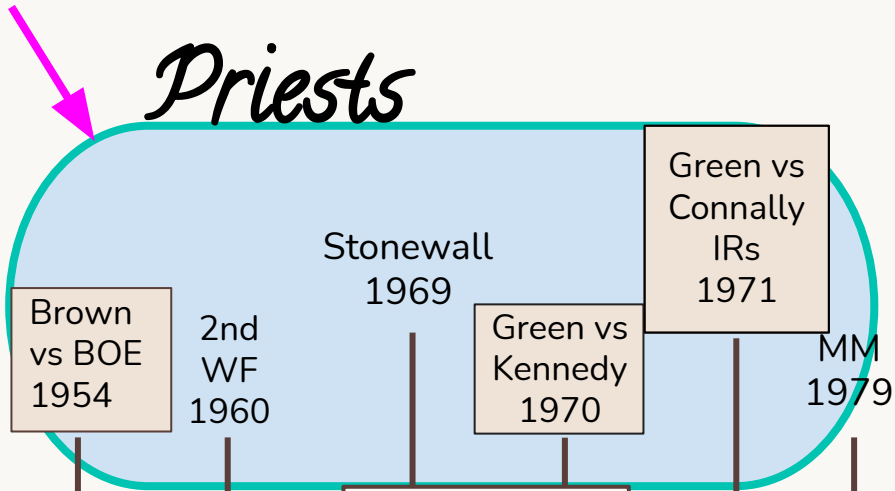 Priests
Brown
vs BOE
1954
2nd
WF
1960
Stonewall
1969
Green vs
Kennedy
1970
Green vs
Connally
IRs
1971
MM
1979